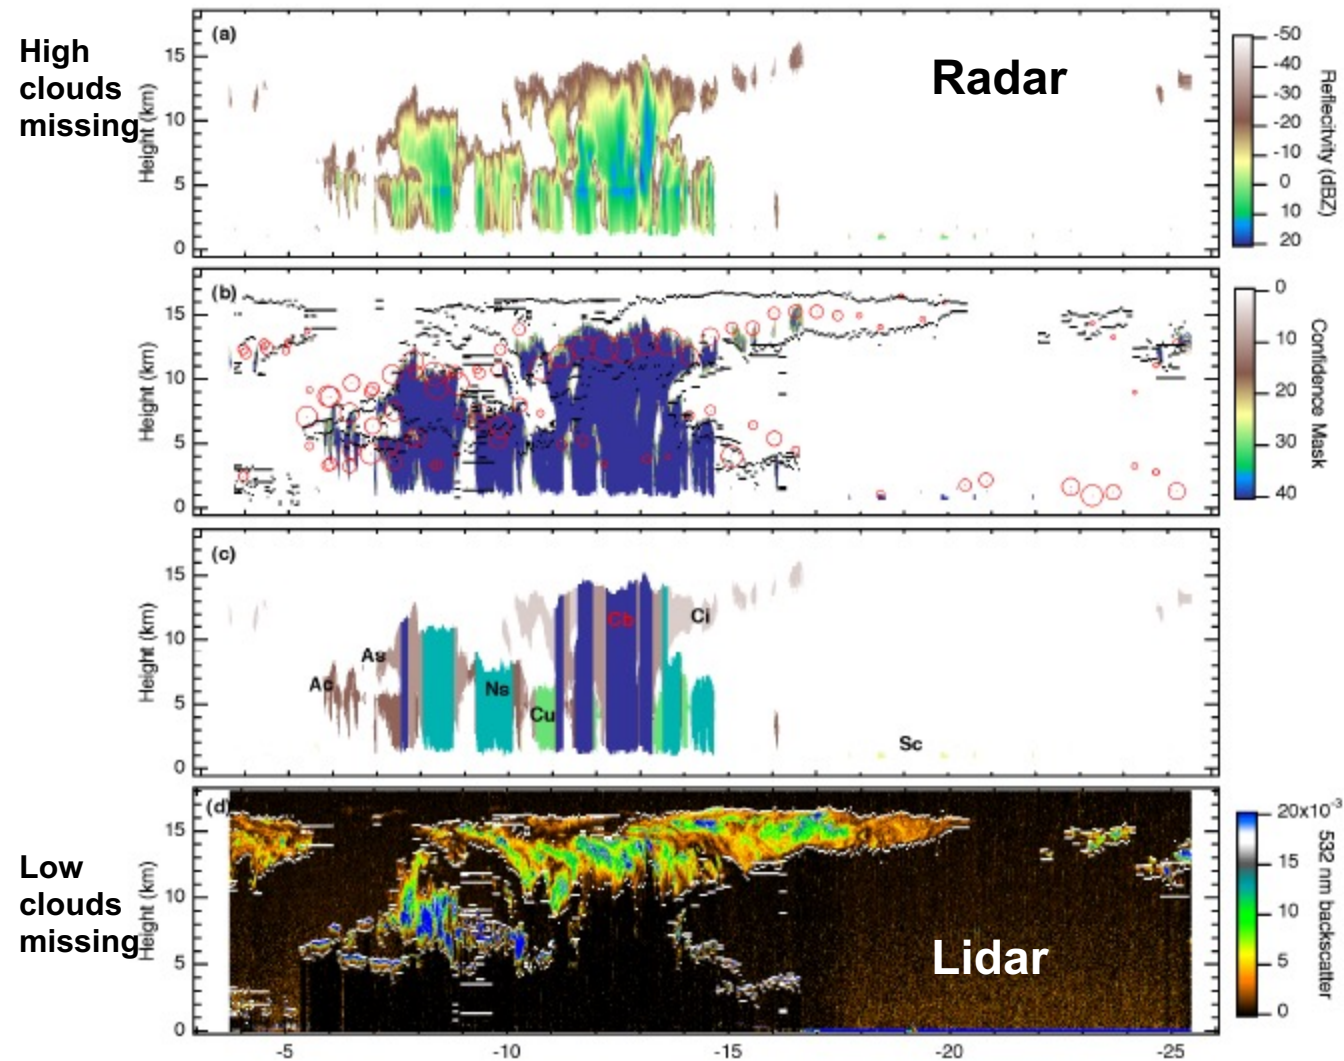 High
clouds
missing
(a)
Radar
15
10
5
0
Height (km)
-50
-40
-30
-20
-10
0
10
20
Reflecitvity (dBZ)
(b)
15
10
5
0
Height (km)
0
10
20
30
40
Confidence Mask
(c)
15
10
5
0
Height (km)
As
Ac
Ns
Cu
Cb
Ci
Sc
Low
clouds
missing
(d)
15
10
5
0
Height (km)
Lidar
20x10-3
15
10
5
0
532 nm backscatter
-5
-10
-15
-20
-25